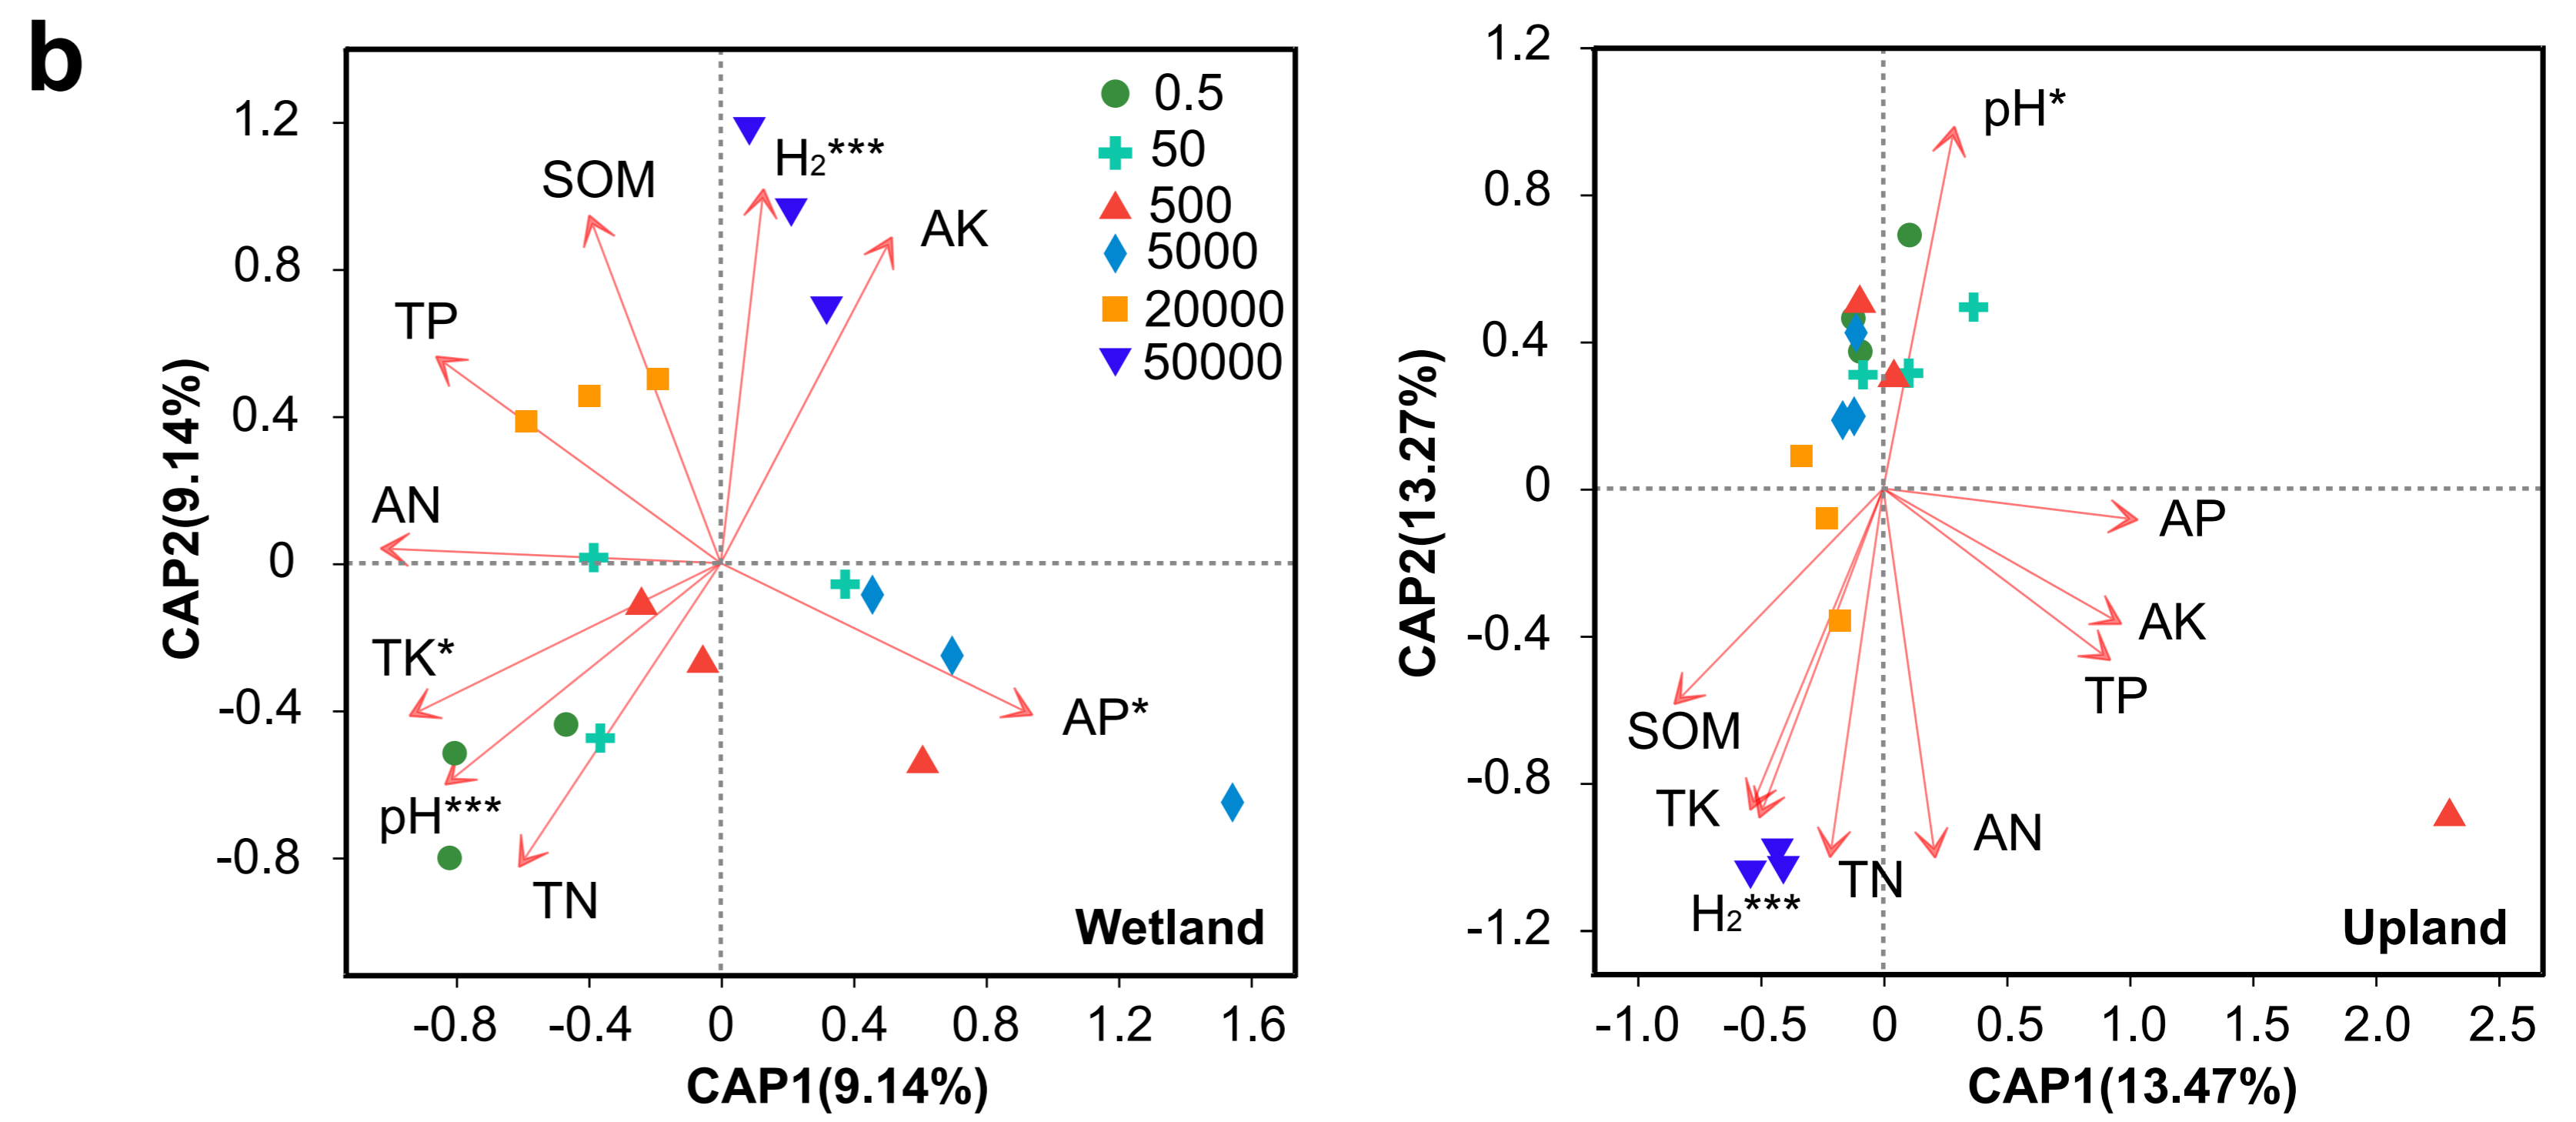 b
1.2
0.8
0.4
0
-0.4
-0.8
CAP2(9.14%)
SOM
H2***
AK
TP
AN
TK*
pH***
TN
AP*
0.5
50
500
5000
20000
50000
Wetland
-0.8 -0.4 0 0.4 0.8 1.2 1.6
CAP1(9.14%)
1.2
0.8
0.4
0
-0.4
-0.8
-1.2
CAP2(13.27%)
pH*
AP
AK
TP
SOM
TK
AN
TN
H2***
Upland
-1.0 -0.5 0 0.5 1.0 1.5 2.0 2.5
CAP1(13.47%)